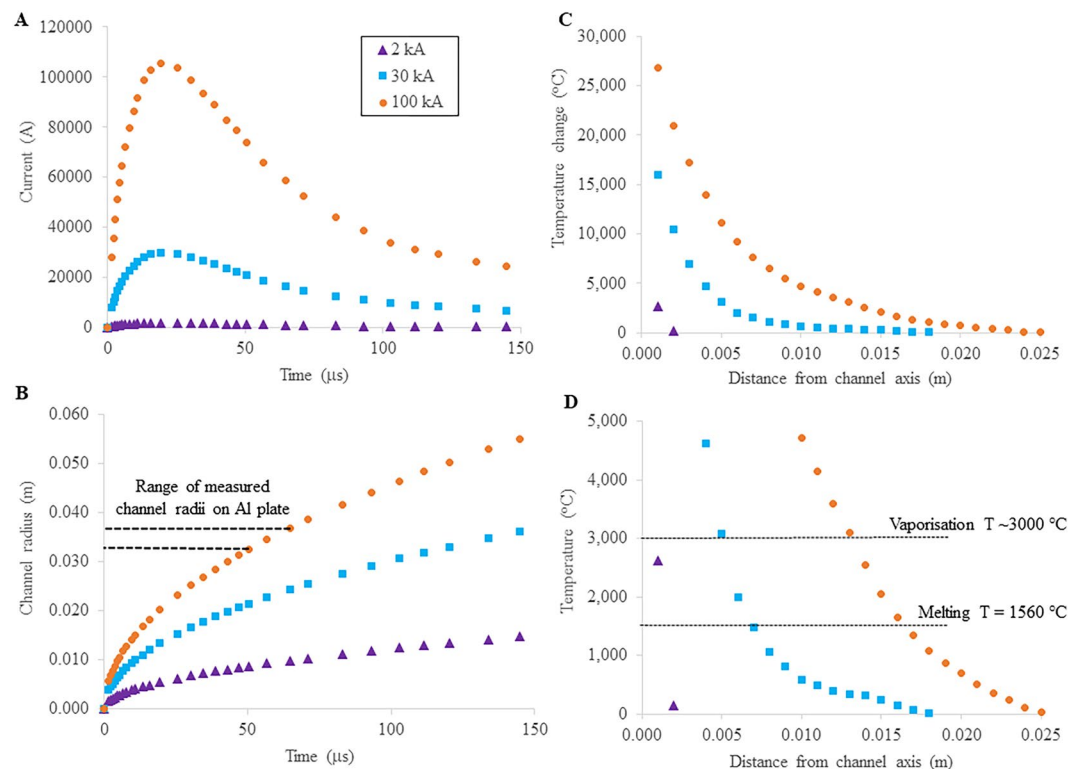 A
120000
100000
80000
60000
40000
20000
0
Current (A)
2 kA
30 kA
100 kA
0
50
100
150
Time (μs)
C
30,000
25,000
20,000
15,000
10,000
5,000
0
Temperature change (°C)
0.000
0.005
0.010
0.015
0.020
0.025
Distance from channel axis (m)
B
0.060
0.050
0.040
0.030
0.020
0.010
0.000
Channel radius (m)
Range of measured
channel radii on Al plate
0
50
100
150
Time (μs)
D
5,000
4,000
3,000
2,000
1,000
0
Temperature (°C)
Vaporisation T ~3000 °C
Melting T = 1560 °C
0.000
0.005
0.010
0.015
0.020
0.025
Distance from channel axis (m)